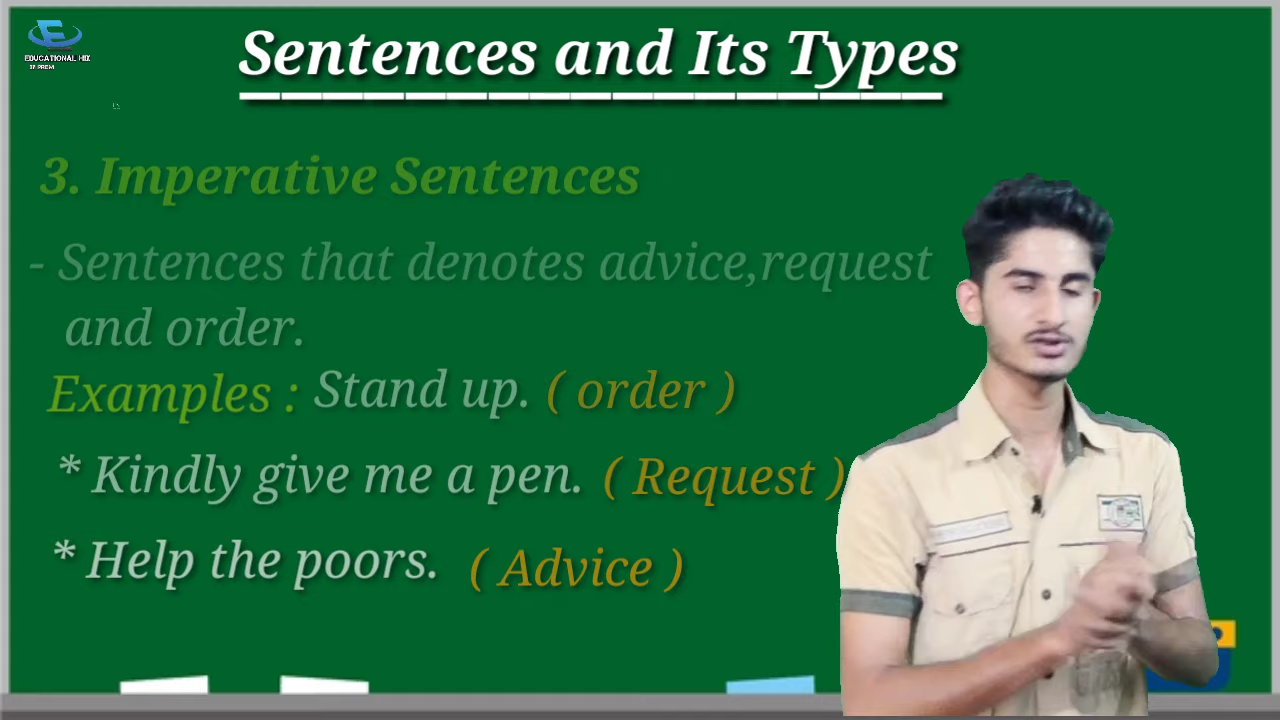 EDUCATIONAL MIX
Sentences and Its Types
3. Imperative Sentences
- Sentences that denotes advice,request
and order.
Examples : Stand up. ( order )
* Kindly give me a pen. ( Request )
* Help the poors. ( Advice )